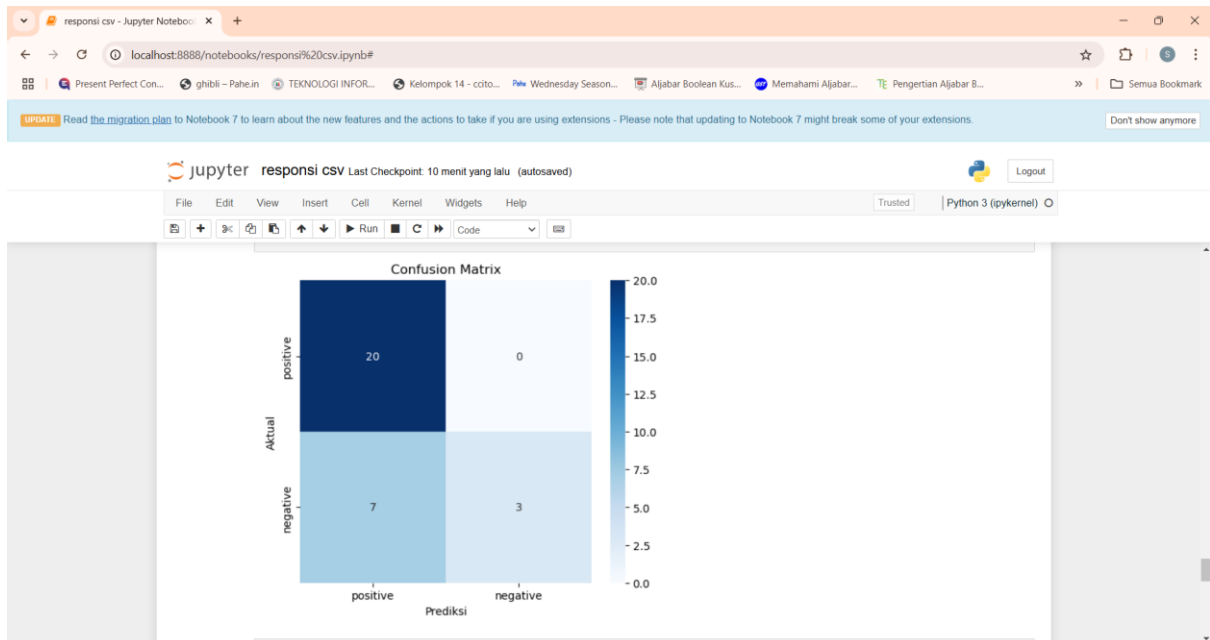 responsi csv - Jupyter Noteboo
localhost:8888/notebooks/responsi%20csv.ipynb#
S
Present Perfect Con...
ghibli – Pahe.in
TEKNOLOGI INFOR...
Kelompok 14 - ccito...
Pahe Wednesday Season...
Aljabar Boolean Kus...
Memahami Aljabar...
TE Pengertian Aljabar B...
Semua Bookmark
UPDATE Read the migration plan to Notebook 7 to learn about the new features and the actions to take if you are using extensions - Please note that updating to Notebook 7 might break some of your extensions.
Don't show anymore
jupyter responsi csv Last Checkpoint: 10 menit yang lalu (autosaved)
Logout
File Edit View Insert Cell Kernel Widgets Help
Trusted
Python 3 (ipykernel)
Run
Code
Confusion Matrix
positive
negative
Aktual
20 0
7 3
positive negative
Prediksi
20.0
17.5
15.0
12.5
10.0
7.5
5.0
2.5
0.0